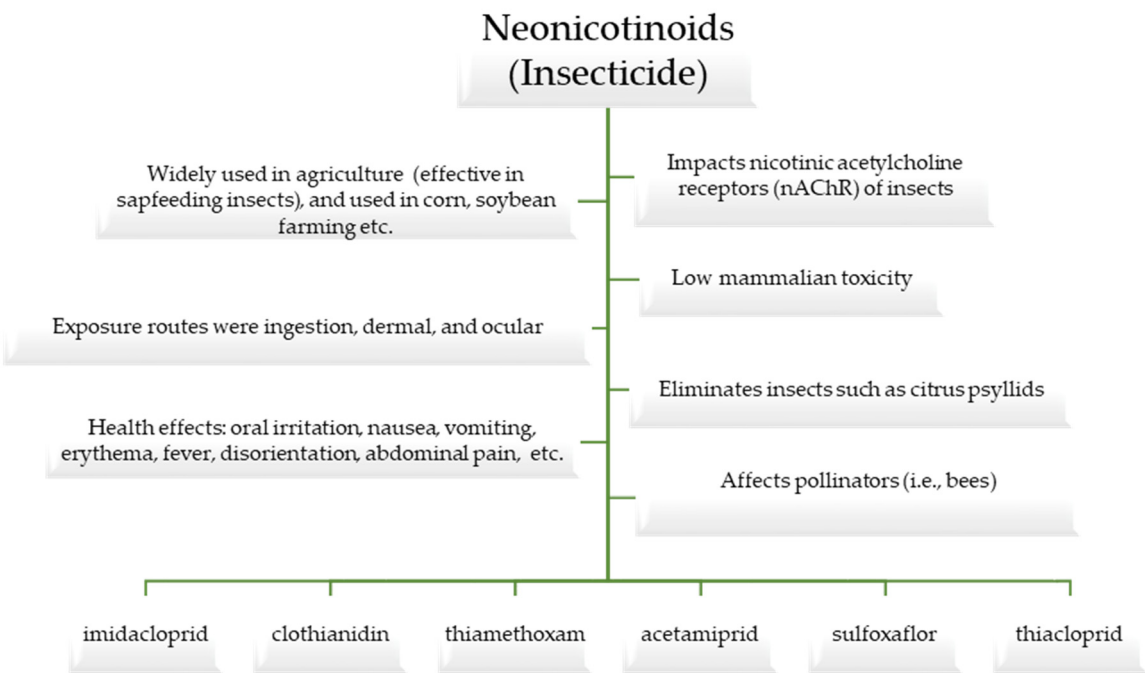 Neonicotinoids
(Insecticide)
Widely used in agriculture (effective in
sapfeeding insects), and used in corn, soybean
farming etc.
Impacts nicotinic acetylcholine
receptors (nAChR) of insects
Low mammalian toxicity
Exposure routes were ingestion, dermal, and ocular
Eliminates insects such as citrus psyllids
Health effects: oral irritation, nausea, vomiting,
erythema, fever, disorientation, abdominal pain, etc.
Affects pollinators (i.e., bees)
imidacloprid
clothianidin
thiamethoxam
acetamiprid
sulfoxaflor
thiacloprid